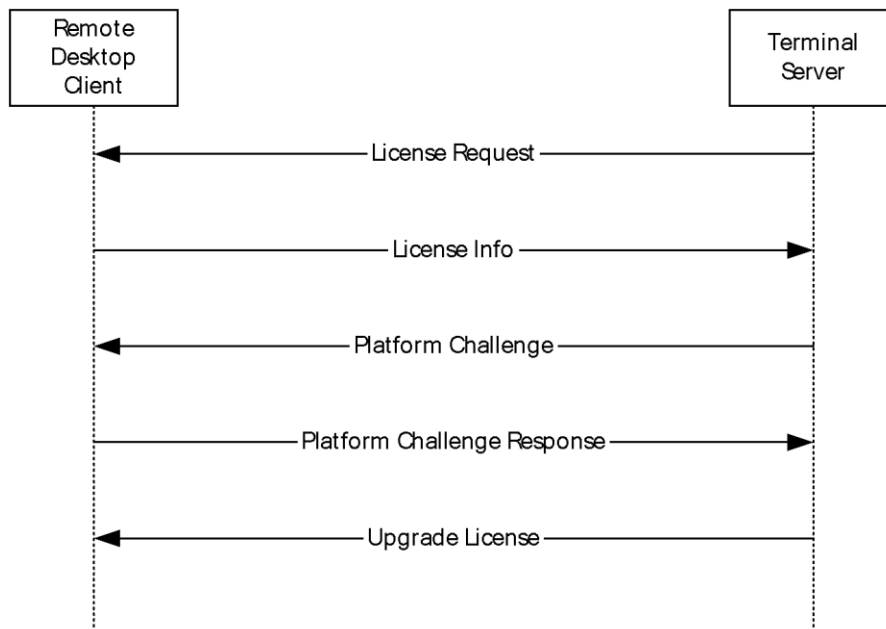 Remote
Desktop
Client
Terminal
Server
License Request
License Info
Platform Challenge
Platform Challenge Response
Upgrade License